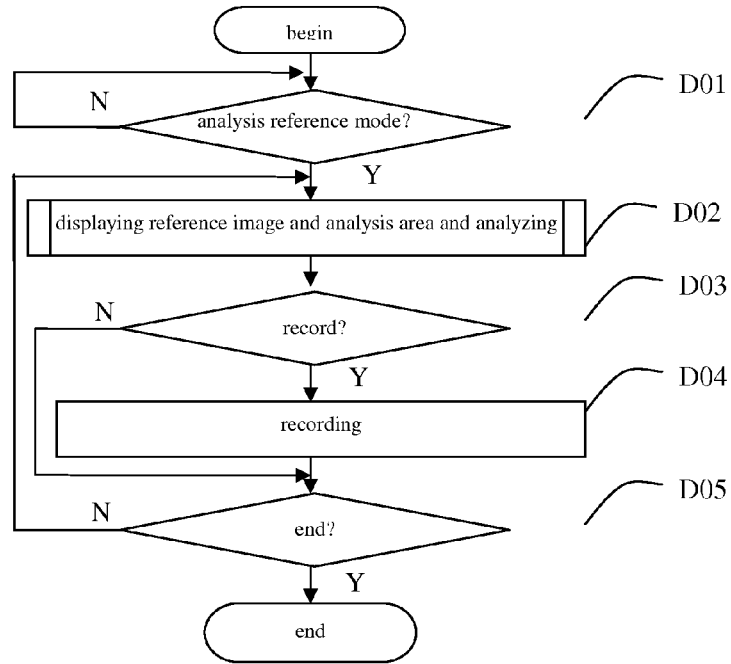 begin
N
D01
analysis reference mode?
Y
displaying reference image and analysis area and analyzing
D02
D03
N
record?
Y
D04
recording
D05
N
end?
Y
end